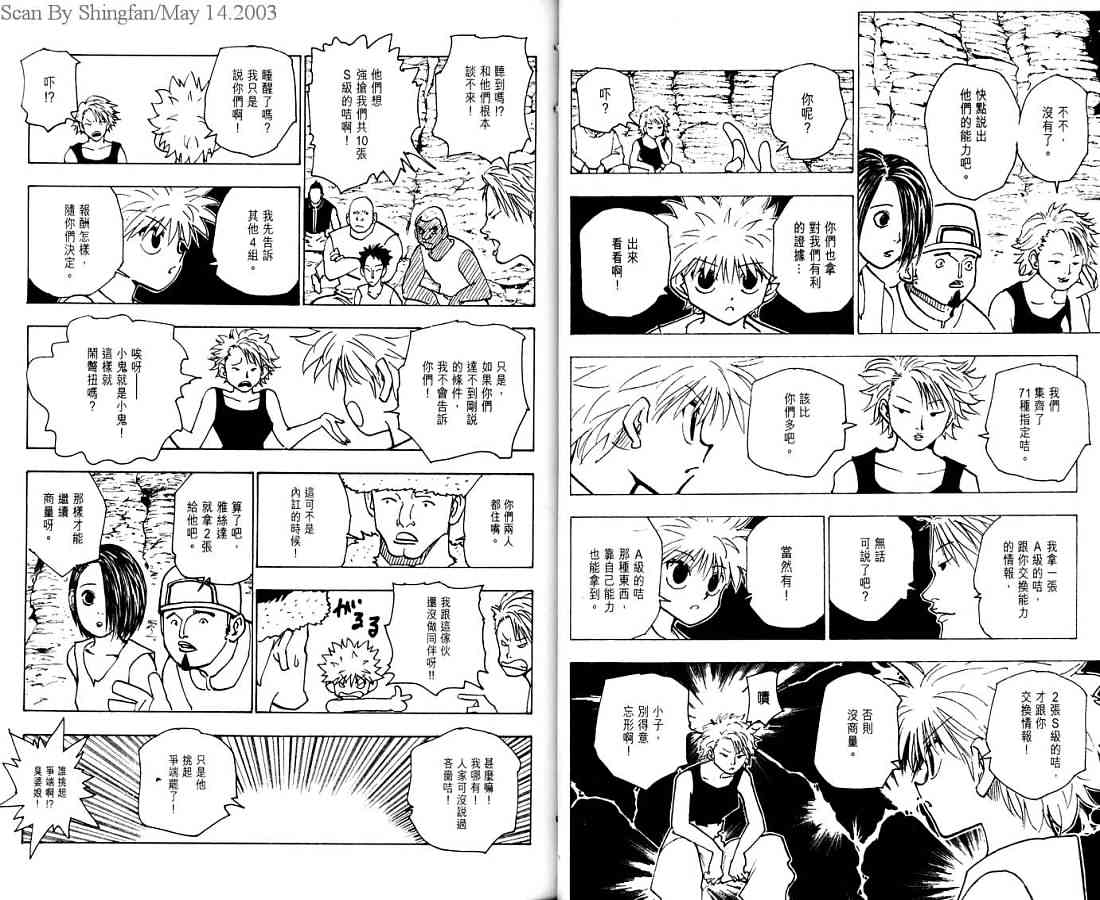 Scan By Shingfan/May 14.2003
不不，
沒有了。
快點說出
他們的能力吧。
你呢？
吓？
你們也拿
對我們有利
的證據…
出來
看看啊！
我們
集齊了
71種指定咭。
該比
你們多吧。
我拿一張
A級的咭，
跟你交換能力
的情報，
無話
可說了吧？
當然有！
A級的咭
那種東西，
靠自己能力
也能拿到。
2張S級的咭，
才跟你
交換情報！
否則
沒商量。
嘖
小子，
別得意
忘形啊！
聽到嗎!?
和他們根本
談不來！
他們想
強搶我們共10張
S級的咭啊！
睡醒了嗎？
我只是
說你們啊！
吓!?
我先告訴
其他4組。
報酬怎樣，
隨你們決定。
只是，
如果你們
達不到剛說
的條件，
我不會告訴
你們！
唉呀——
小鬼就是小鬼！
這樣就
鬧蹩扭嗎？
你們兩人
都住嘴。
這可不是
內訌的時候！
算了吧，
雅絲達
就拿2張
給他吧。
那樣才能
繼續
商量呀。
我跟這傢伙
還沒做同伴呀!!
がるる
甚麼嘛！
我哪有！
人家可沒說過
吝嗇咭！
只是他
挑起
爭端罷了！
誰挑起
爭端啊!?
臭婆娘！